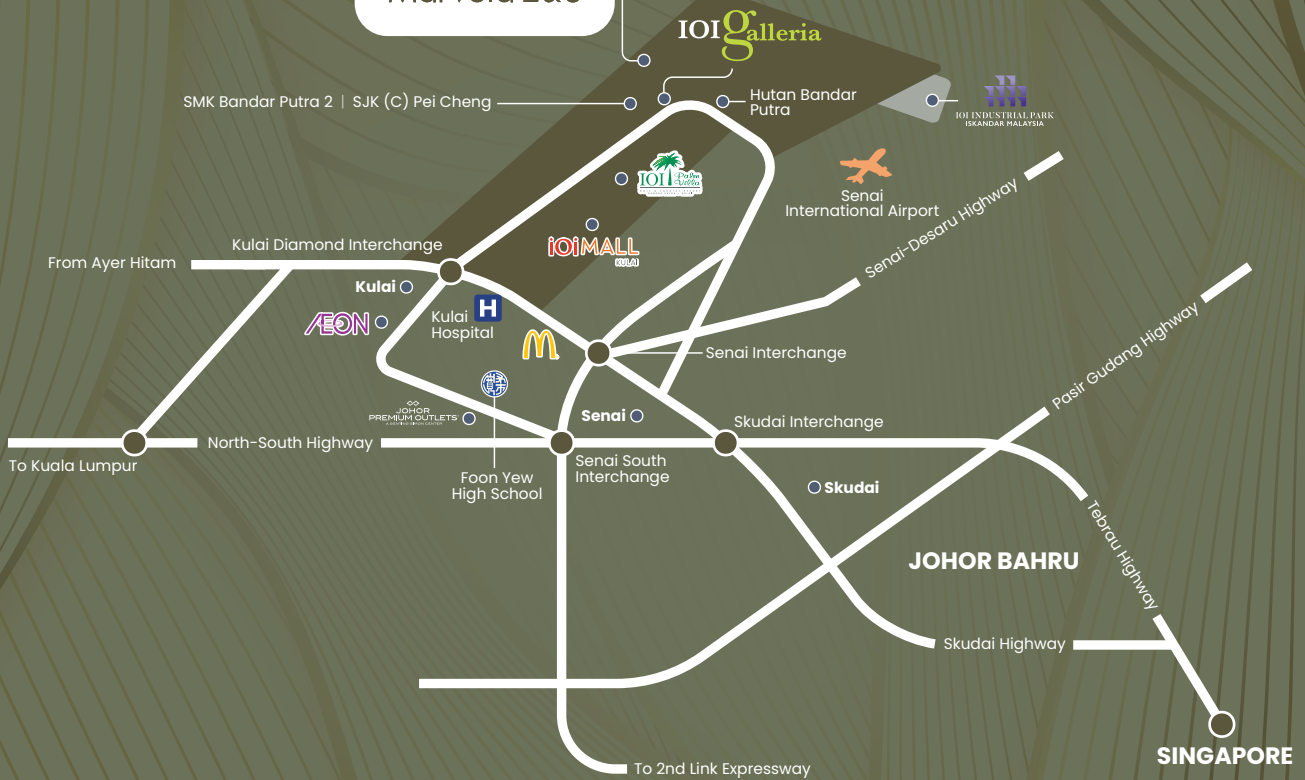 IOI galleria
SMK Bandar Putra 2 | SJK (C) Pei Cheng
Hutan Bandar
Putra
IOI INDUSTRIAL PARK
ISKANDAR MALAYSIA
IOI Palm
Villa
Senai
International Airport
Senai-Desaru Highway
Kulai Diamond Interchange
iOi MALL
KULAI
From Ayer Hitam
Kulai
Kulai
Hospital
H
AEON
Senai Interchange
Pasir Gudang Highway
JOHOR
PREMIUM OUTLETS
Senai
Skudai Interchange
North-South Highway
To Kuala Lumpur
Senai South
Interchange
Foon Yew
High School
Skudai
Tebrau Highway
JOHOR BAHRU
Skudai Highway
SINGAPORE
To 2nd Link Expressway